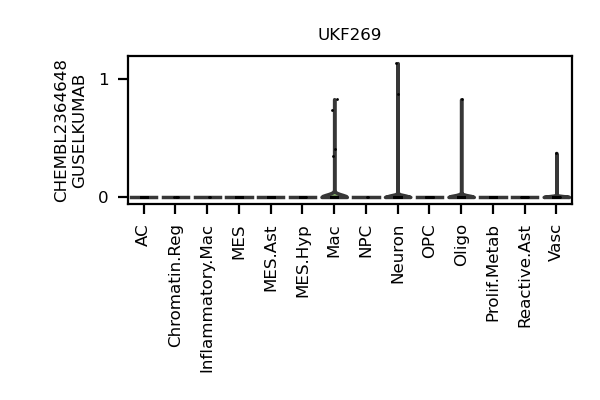 UKF269
CHEMBL2364648
GUSELKUMAB
1
0
AC
Chromatin.Reg
Inflammatory.Mac
MES
MES.Ast
MES.Hyp
Mac
NPC
Neuron
OPC
Oligo
Prolif.Metab
Reactive.Ast
Vasc